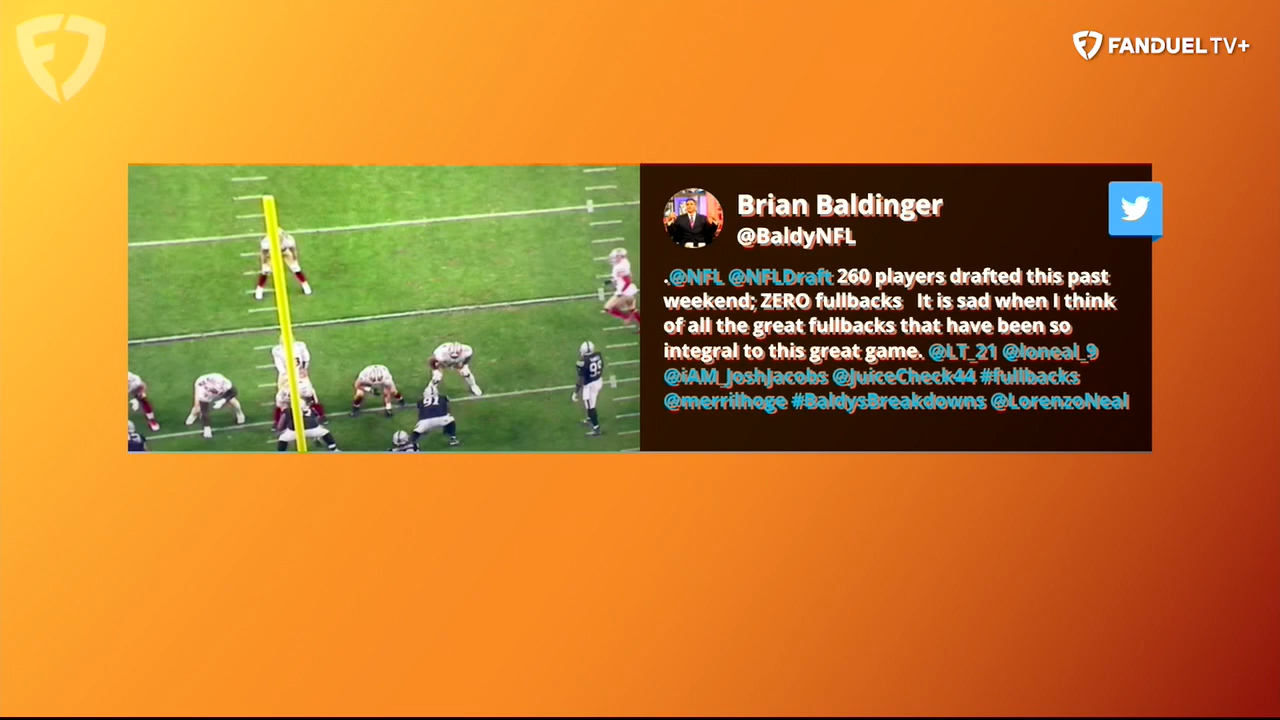 FANDUEL TV+
Brian Baldinger
@BaldyNFL
.@NFL @NFLDraft 260 players drafted this past
weekend; ZERO fullbacks It is sad when I think
of all the great fullbacks that have been so
integral to this great game. @LT_21 @loneal_9
@iAM_JoshJacobs @JuiceCheck44 #fullbacks
@merrilhoge #BaldysBreakdowns @LorenzoNeal